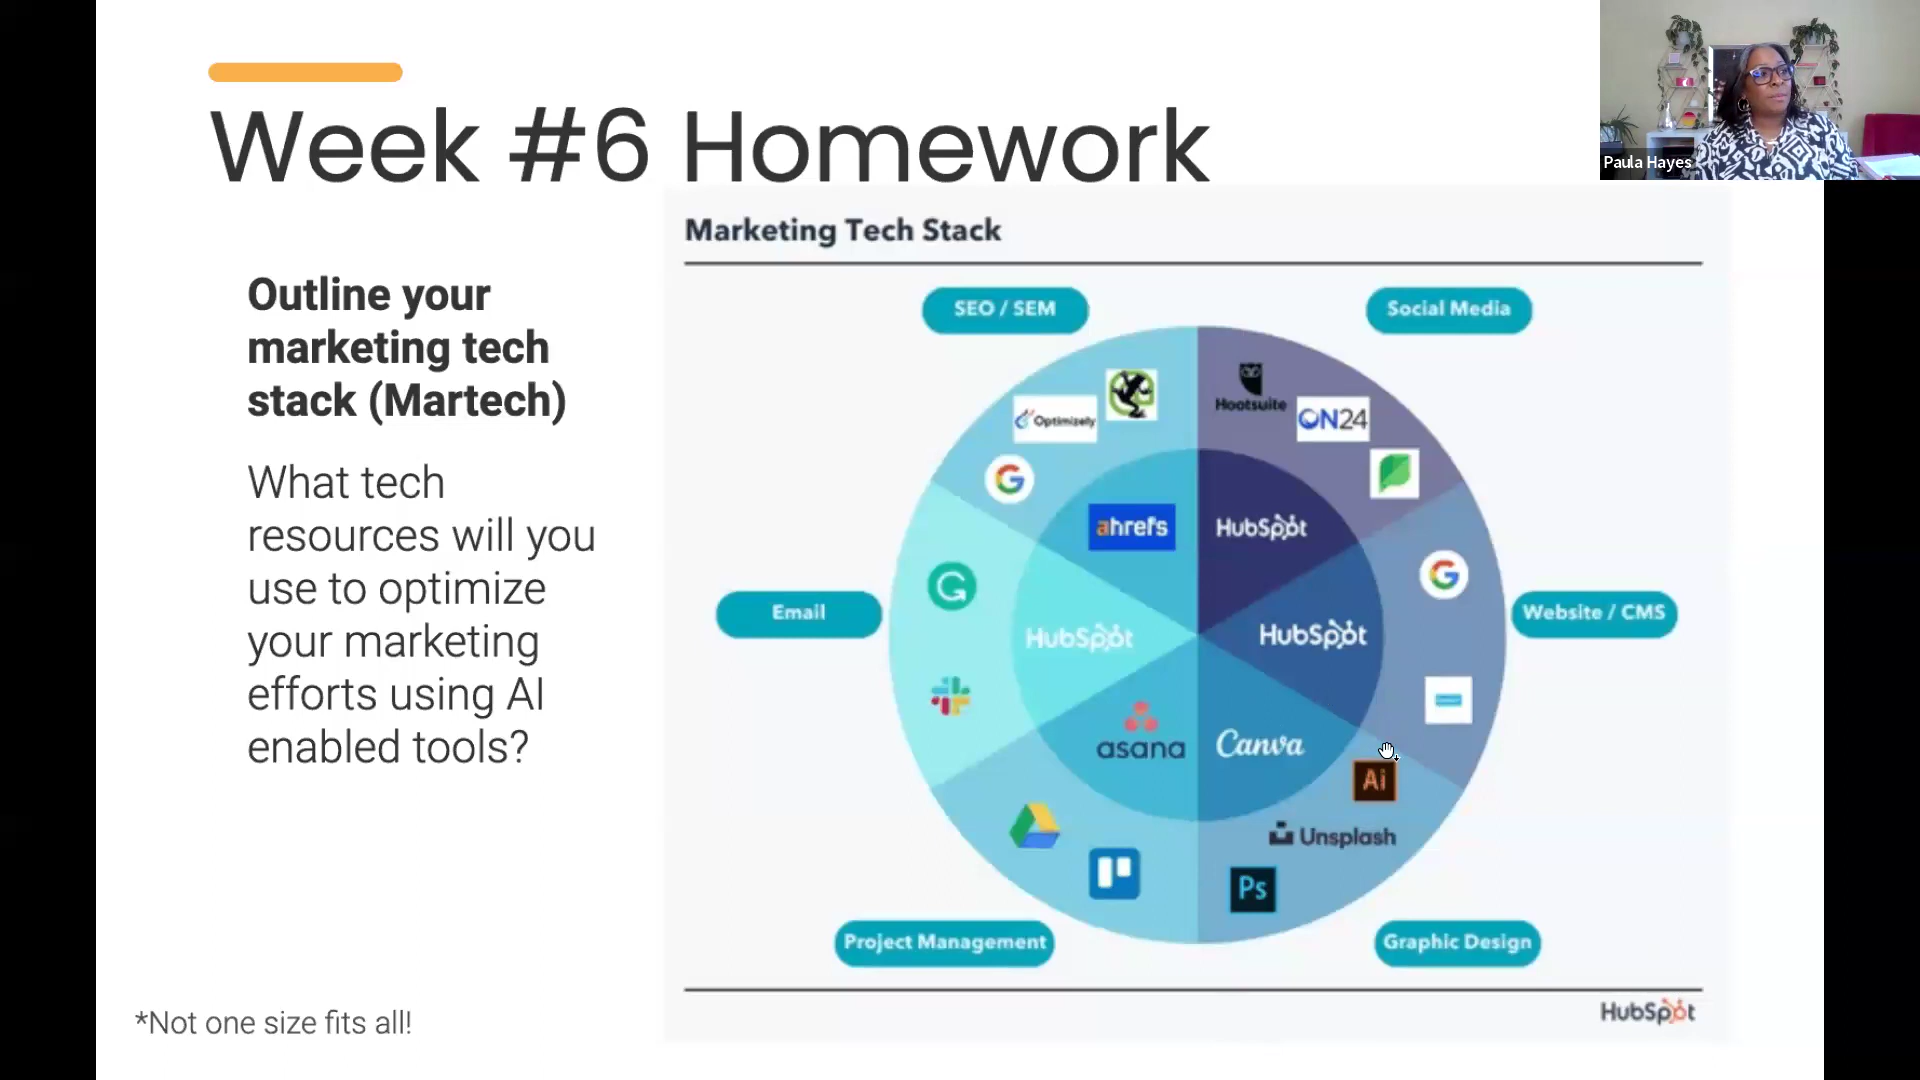 Week #6 Homework
Paula Hayes
Marketing Tech Stack
Outline your
marketing tech
stack (Martech)
What tech
resources will you
use to optimize
your marketing
efforts using AI
enabled tools?
SEO / SEM
Social Media
Hootsuite
Optimizely
ON24
G
ahrefs
HubSpot
G
G
Email
HubSpot
HubSpot
Website / CMS
asana
Canva
Ai
Unsplash
Ps
Project Management
Graphic Design
HubSpot
*Not one size fits all!